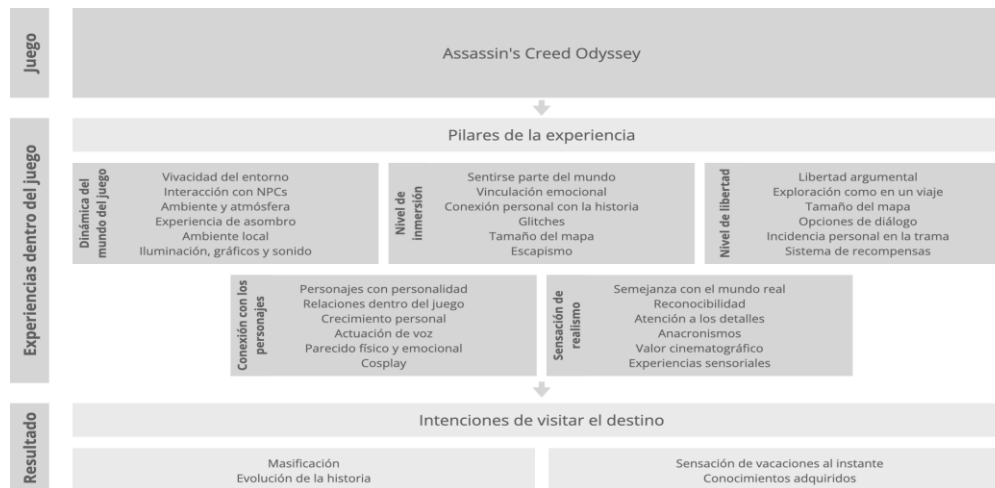 Juego
Assassin's Creed Odyssey
Experiencias dentro del juego
Pilares de la experiencia
Dinámica del
mundo del juego
Vivacidad del entorno
Interacción con NPCs
Ambiente y atmósfera
Experiencia de asombro
Ambiente local
Iluminación, gráficos y sonido
Nivel de
inmersión
Sentirse parte del mundo
Vinculación emocional
Conexión personal con la historia
Glitches
Tamaño del mapa
Escapismo
Nivel de libertad
Libertad argumental
Exploración como en un viaje
Tamaño del mapa
Opciones de diálogo
Incidencia personal en la trama
Sistema de recompensas
Conexión con los
personajes
Personajes con personalidad
Relaciones dentro del juego
Crecimiento personal
Actuación de voz
Parecido físico y emocional
Cosplay
Sensación de
realismo
Semejanza con el mundo real
Reconocibilidad
Atención a los detalles
Anacronismos
Valor cinematográfico
Experiencias sensoriales
Resultado
Intenciones de visitar el destino
Masificación
Evolución de la historia
Sensación de vacaciones al instante
Conocimientos adquiridos